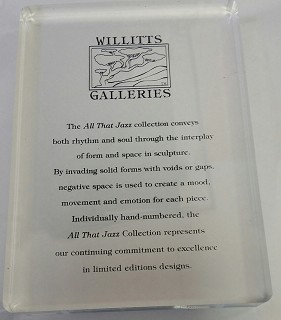 WILLITTS
GALLERIES
The All That Jazz collection conveys
both rhythm and soul through the interplay
of form and space in sculpture.
By invading solid forms with voids or gaps,
negative space is used to create a mood,
movement and emotion for each piece.
Individually hand-numbered, the
All That Jazz Collection represents
our continuing commitment to excellence
in limited editions designs.